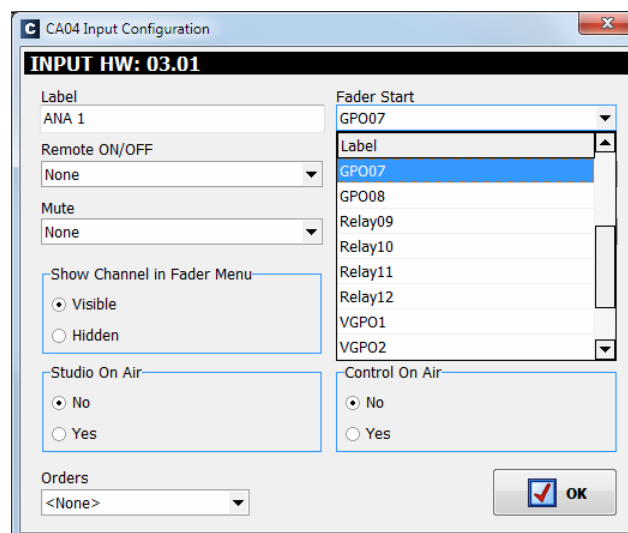 C CA04 Input Configuration
INPUT HW: 03.01
Label
ANA 1
Fader Start
GPO07
Remote ON/OFF
None
Mute
None
Label
GPO07
GPO08
Relay09
Relay10
Relay11
Relay12
VGPO1
VGPO2
Show Channel in Fader Menu
Visible
Hidden
Studio On Air
No
Yes
Control On Air
No
Yes
Orders
<None>
OK